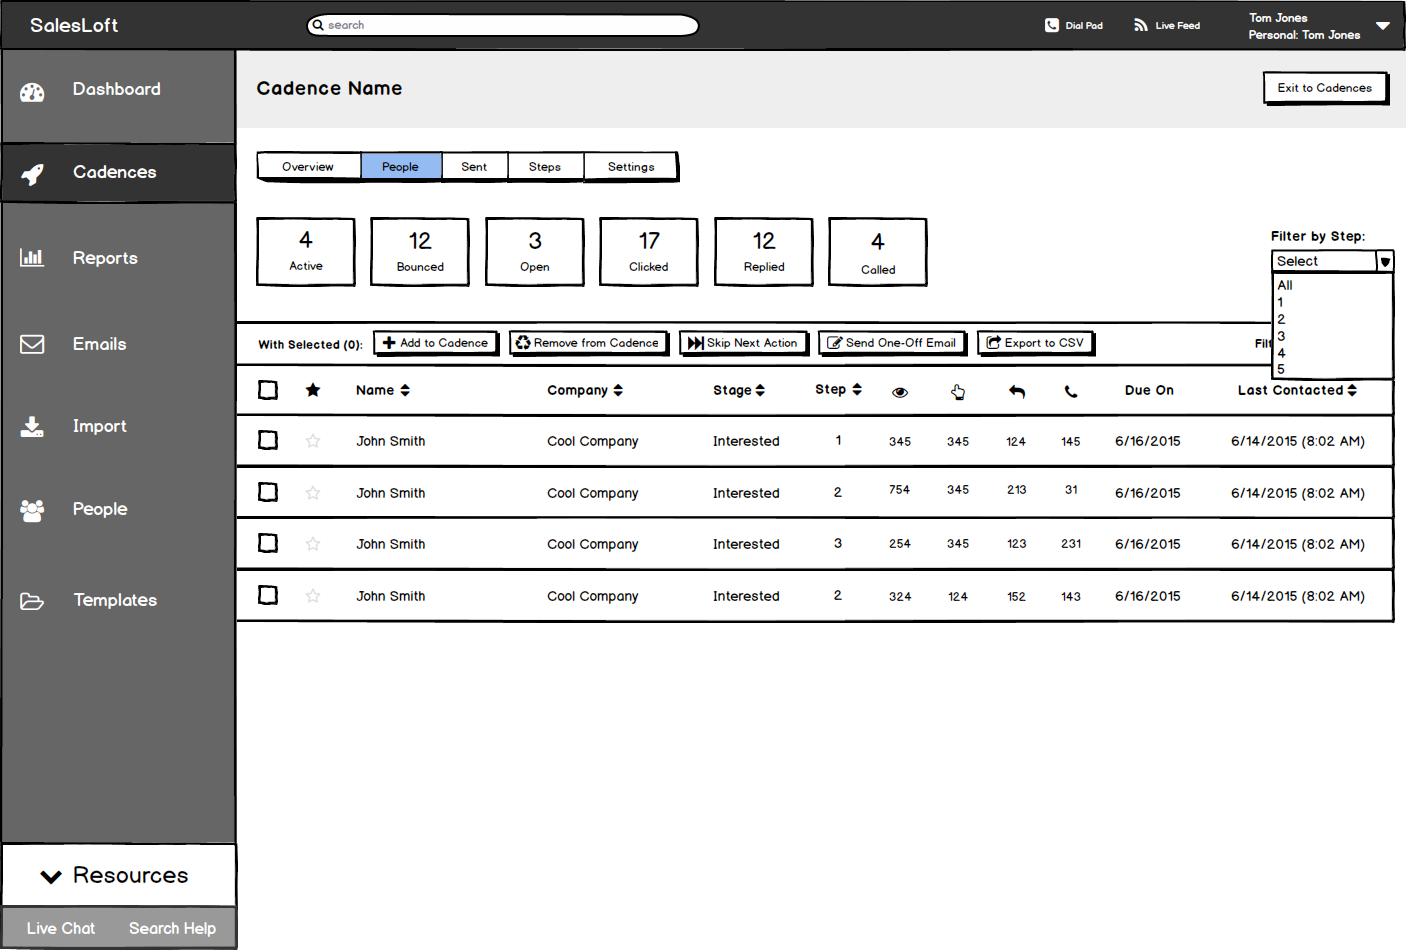 SalesLoft
search
Dial Pad
Live Feed
Tom Jones
Personal: Tom Jones
Dashboard
Cadences
Reports
Emails
Import
People
Templates
Resources
Live Chat Search Help
Cadence Name
Exit to Cadences
Overview People Sent Steps Settings
4 Active
12 Bounced
3 Open
17 Clicked
12 Replied
4 Called
Filter by Step:
Select
All
1
2
3
4
5
With Selected (0): Add to Cadence Remove from Cadence Skip Next Action Send One-Off Email Export to CSV
Name Company Stage Step Due On Last Contacted
John Smith Cool Company Interested 1 345 345 124 145 6/16/2015 6/14/2015 (8:02 AM)
John Smith Cool Company Interested 2 754 345 213 31 6/16/2015 6/14/2015 (8:02 AM)
John Smith Cool Company Interested 3 254 345 123 231 6/16/2015 6/14/2015 (8:02 AM)
John Smith Cool Company Interested 2 324 124 152 143 6/16/2015 6/14/2015 (8:02 AM)